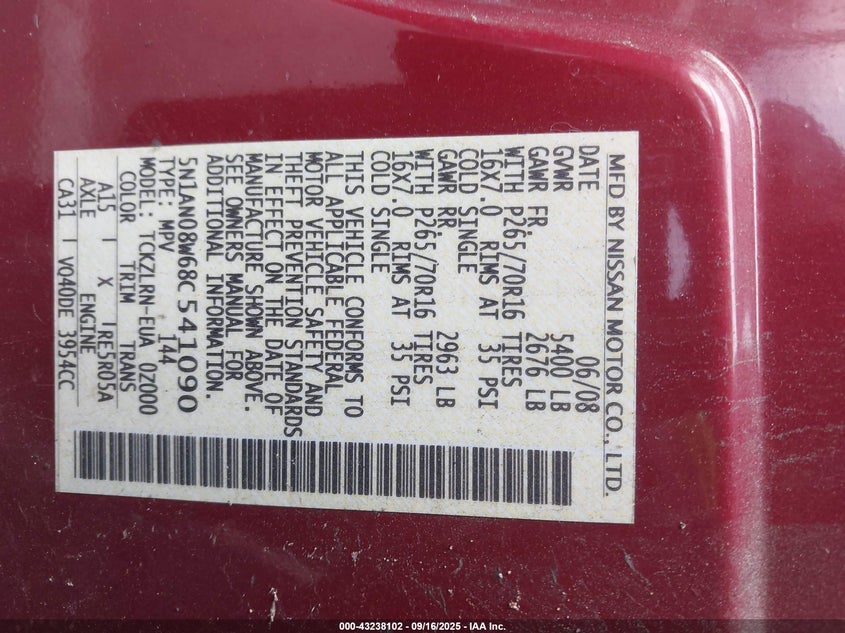 MFD BY NISSAN MOTOR CO., LTD.
DATE 06/08
GVWR 5400 LB
GAWR FR. 2676 LB
WITH P265/70R16 TIRES
16X7.0 RIMS AT 35 PSI
COLD SINGLE
GAWR RR. 2963 LB
WITH P265/70R16 TIRES
16X7.0 RIMS AT 35 PSI
COLD SINGLE
THIS VEHICLE CONFORMS TO
ALL APPLICABLE FEDERAL
MOTOR VEHICLE SAFETY AND
THEFT PREVENTION STANDARDS
IN EFFECT ON THE DATE OF
MANUFACTURE SHOWN ABOVE.
SEE OWNERS MANUAL FOR
ADDITIONAL INFORMATION.
5N1AN08W68C541090
TYPE: MPV 144
MODEL: TCKZLRN-EUA 0Z000
COLOR TRIM TRANS
A15 X RE5R05A
AXLE ENGINE
CA31 VQ40DE 3954CC
000-43238102 - 09/16/2025 - IAA Inc.